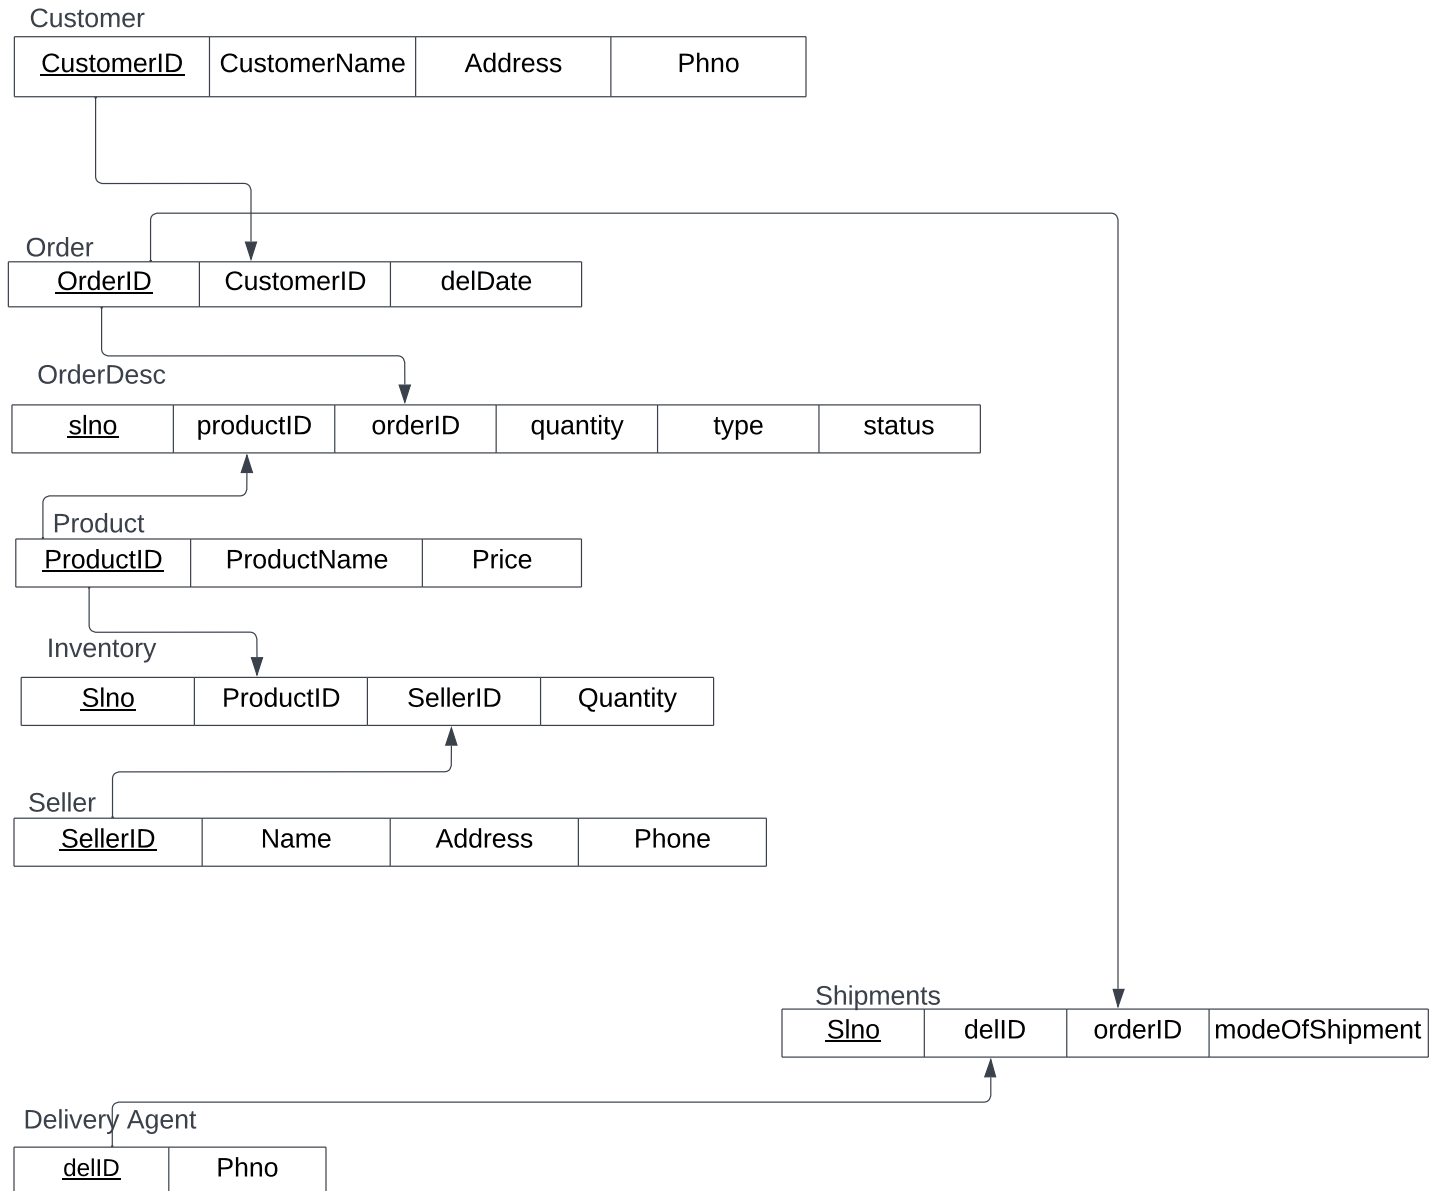 Customer
CustomerID CustomerName Address Phno
Order
OrderID CustomerID delDate
OrderDesc
slno productID orderID quantity type status
Product
ProductID ProductName Price
Inventory
Slno ProductID SellerID Quantity
Seller
SellerID Name Address Phone
Shipments
Slno delID orderID modeOfShipment
Delivery Agent
delID Phno